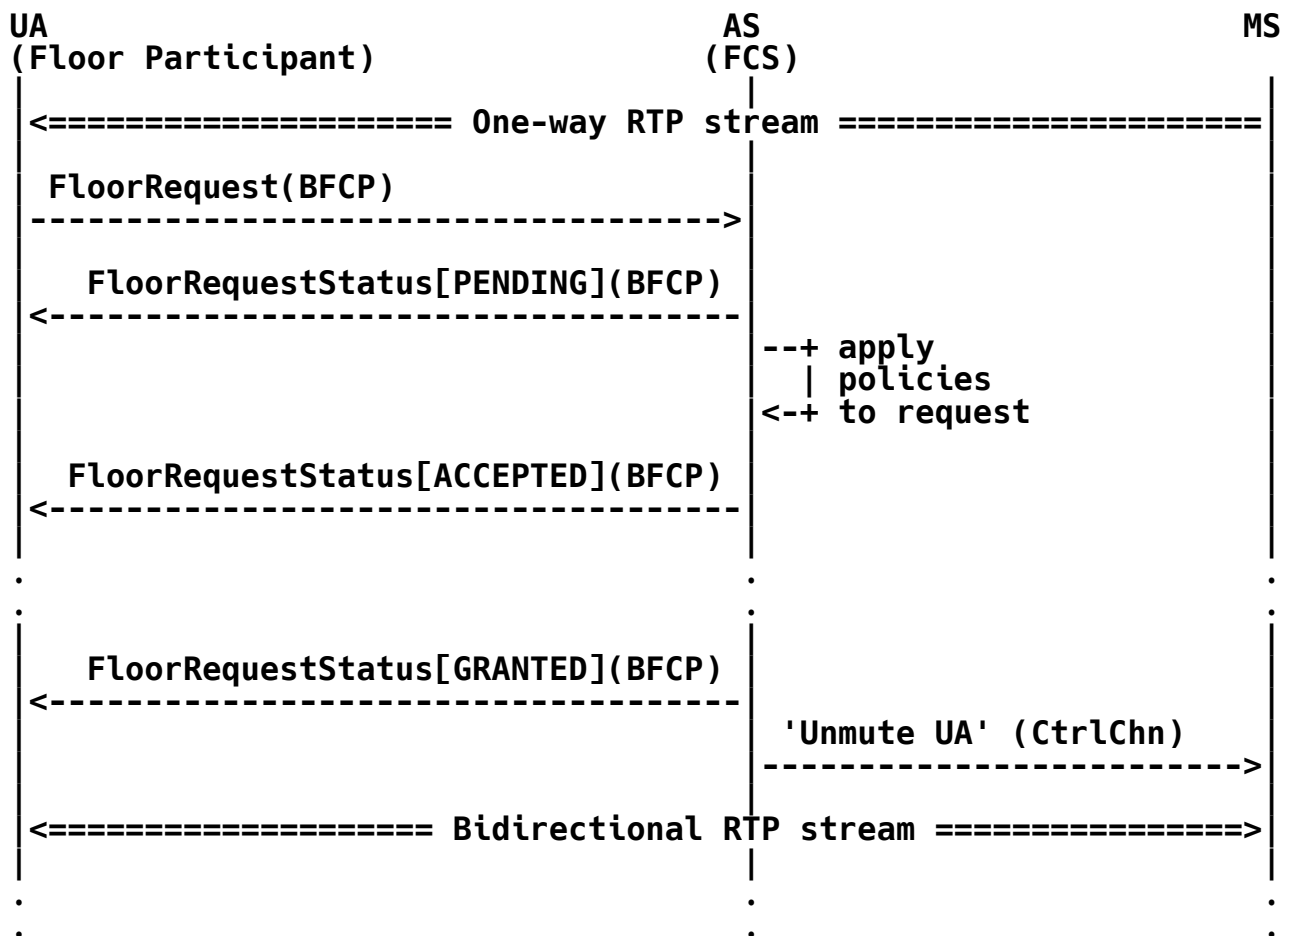 UA AS MS
(Floor Participant) (FCS)
One-way RTP stream
FloorRequest(BFCP)
FloorRequestStatus[PENDING](BFCP)
apply
policies
to request
FloorRequestStatus[ACCEPTED](BFCP)
FloorRequestStatus[GRANTED](BFCP)
'Unmute UA' (CtrlChn)
Bidirectional RTP stream